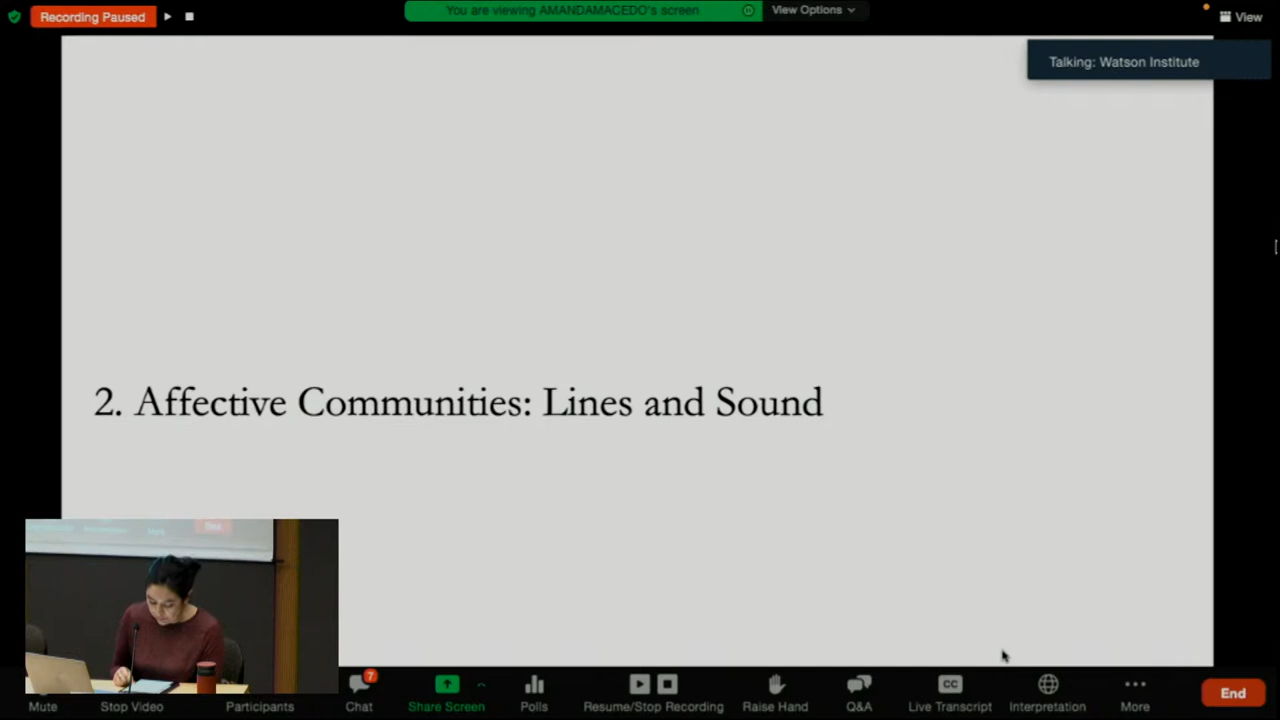 Recording Paused
You are viewing AMANDAMACEDO's screen
View Options
View
Talking: Watson Institute
2. Affective Communities: Lines and Sound
End
7
CC
Mute
Stop Video
Participants
Chat
Share Screen
Polls
Resume/Stop Recording
Raise Hand
Q&A
Live Transcript
Interpretation
More
End